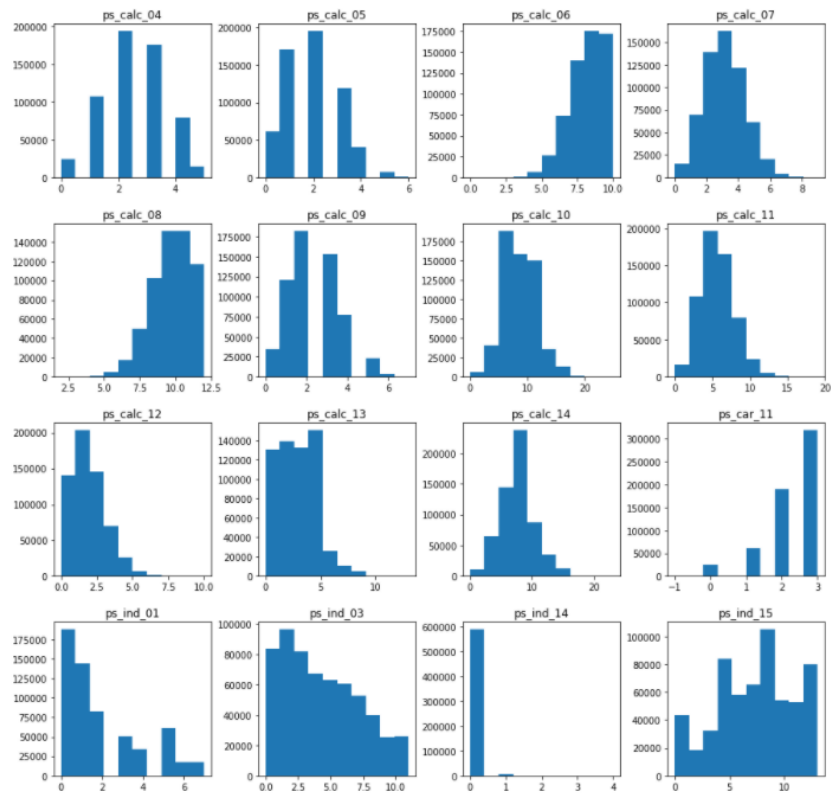 ps_calc_04 ps_calc_05 ps_calc_06 ps_calc_07
200000 200000 175000 175000
150000 150000 150000 150000
100000 100000 125000 125000
50000 50000 100000 100000
0 0 75000 75000
50000 50000
25000 25000
0 0
0 2 4 0 1 2 3 4 5 6 0.0 2.5 5.0 7.5 10.0 0 2 4 6 8
ps_calc_08 ps_calc_09 ps_calc_10 ps_calc_11
140000 175000 175000 200000
120000 150000 150000 150000
100000 125000 125000 100000
80000 100000 100000 50000
60000 75000 75000 0
40000 50000 50000
20000 25000 25000
0 0 0
2.5 5.0 7.5 10.0 12.5 0 2 4 6 0 10 20 0 5 10 15 20
ps_calc_12 ps_calc_13 ps_calc_14 ps_car_11
200000 140000 200000 300000
150000 120000 150000 250000
100000 100000 100000 200000
50000 80000 50000 150000
0 60000 0 100000
40000 50000
20000 0
0
0.0 2.5 5.0 7.5 10.0 0 5 10 0 10 20 −1 0 1 2 3
ps_ind_01 ps_ind_03 ps_ind_14 ps_ind_15
175000 100000 600000 100000
150000 80000 500000 80000
125000 60000 400000 60000
100000 40000 300000 40000
75000 20000 200000 20000
50000 0 100000 0
25000 0
0
0 2 4 6 0.0 2.5 5.0 7.5 10.0 0 1 2 3 4 0 5 10